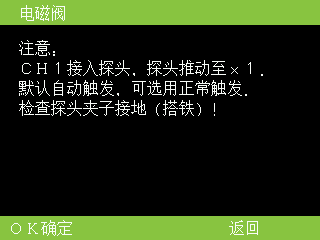 电磁阀
注意：
ＣＨ１接入探头，探头推动至ｘ１．
默认自动触发，可选用正常触发．
检查探头夹子接地（搭铁）！
ＯＫ确定
返回